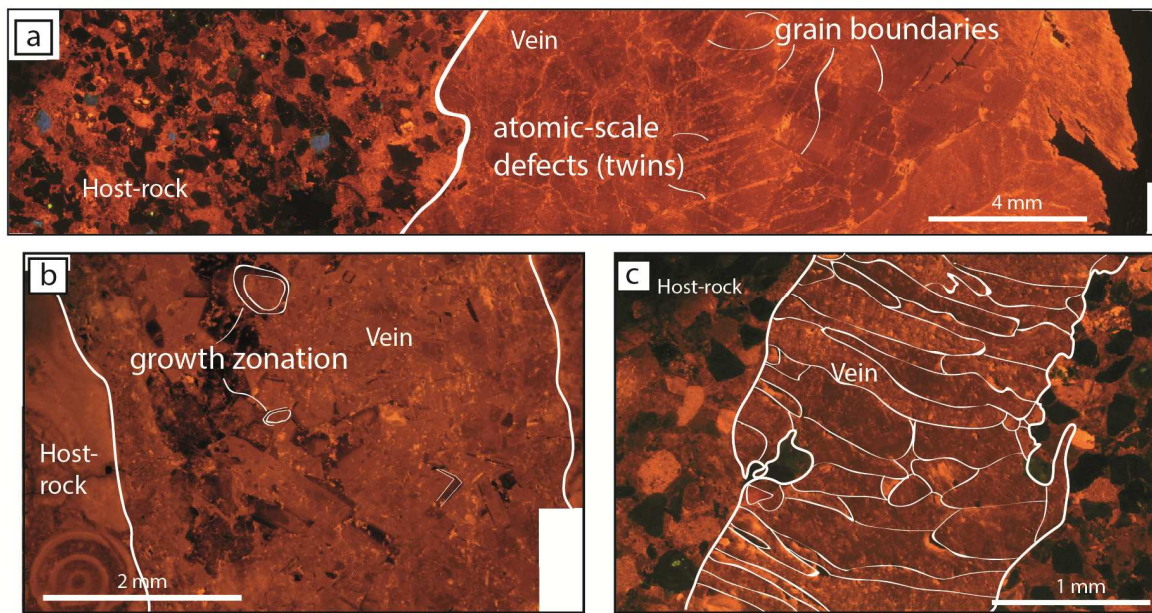 a
Vein
grain boundaries
atomic-scale
defects (twins)
Host-rock
4 mm
b
Vein
growth zonation
Host-
rock
2 mm
c
Host-rock
Vein
1 mm